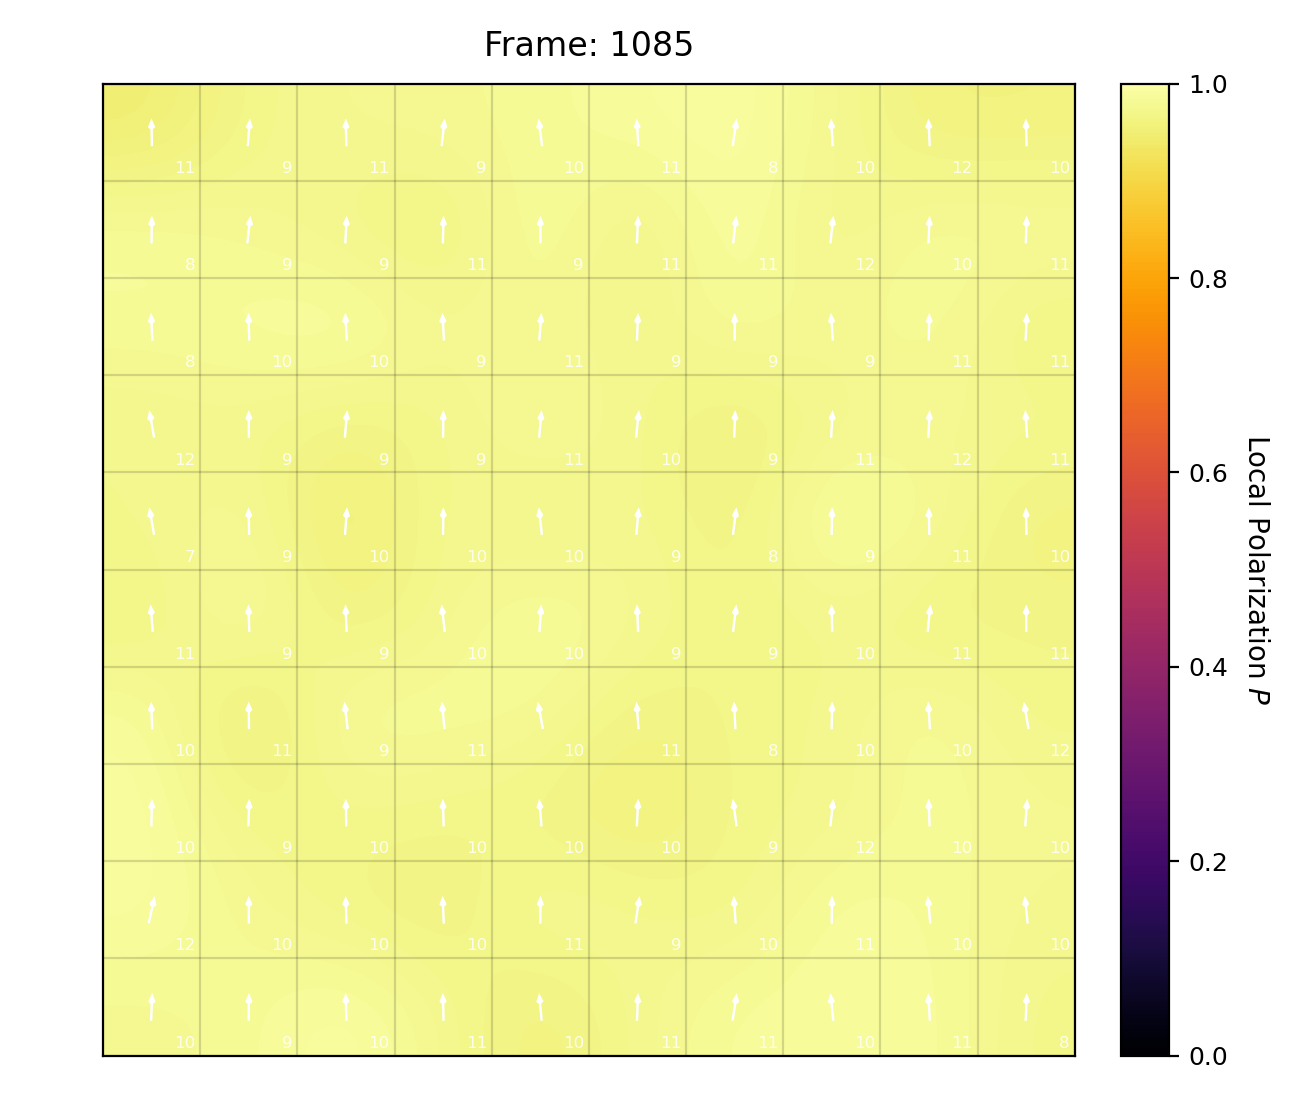 Frame: 1085
11 9 11 9 10 11 8 10 12 10
8 9 9 11 9 11 11 12 10 11
8 10 10 9 11 9 9 9 11 11
12 9 9 9 11 10 9 11 12 11
7 9 10 10 10 9 8 9 11 10
11 9 9 10 10 9 9 10 11 11
10 11 9 11 10 11 8 10 10 12
10 9 10 10 10 10 9 12 10 10
12 10 10 10 11 9 10 11 10 10
10 9 10 11 10 11 11 10 11 8
1.0
0.8
0.6
0.4
0.2
0.0
Local Polarization P